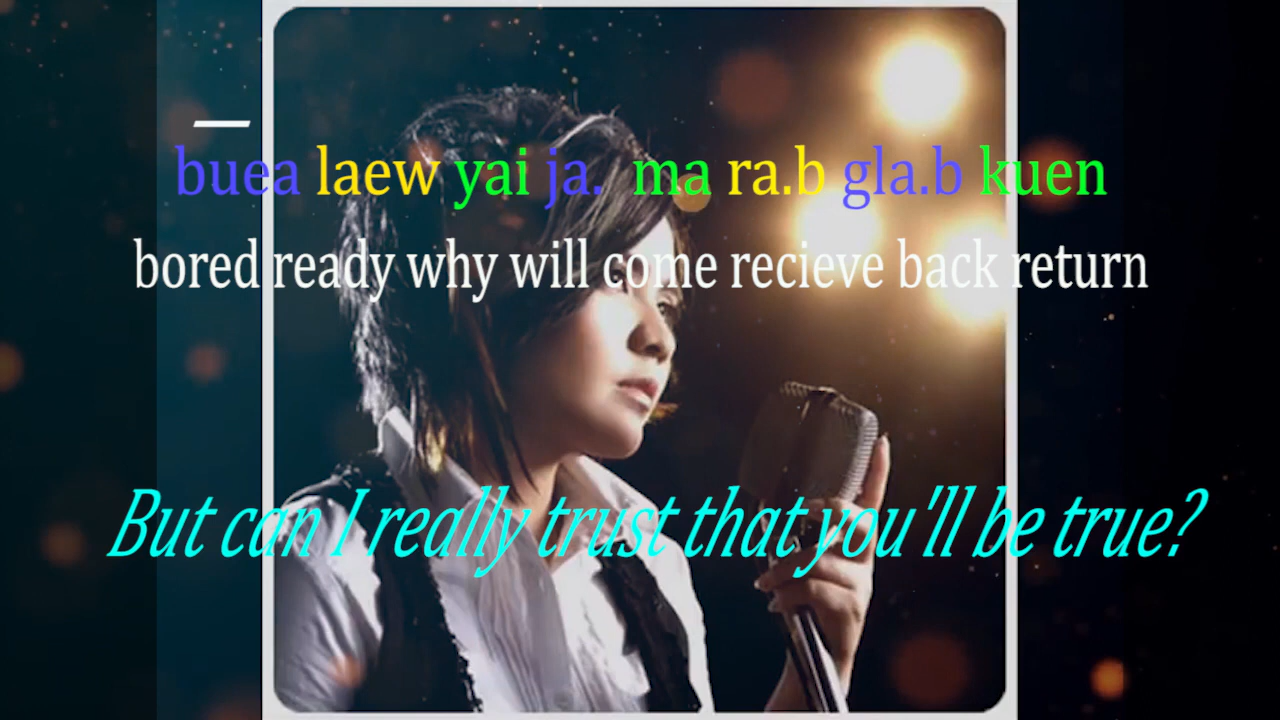 buea laew yai ja. ma ra.b gla.b kuen
bored ready why will come recieve back return
But can I really trust that you'll be true?